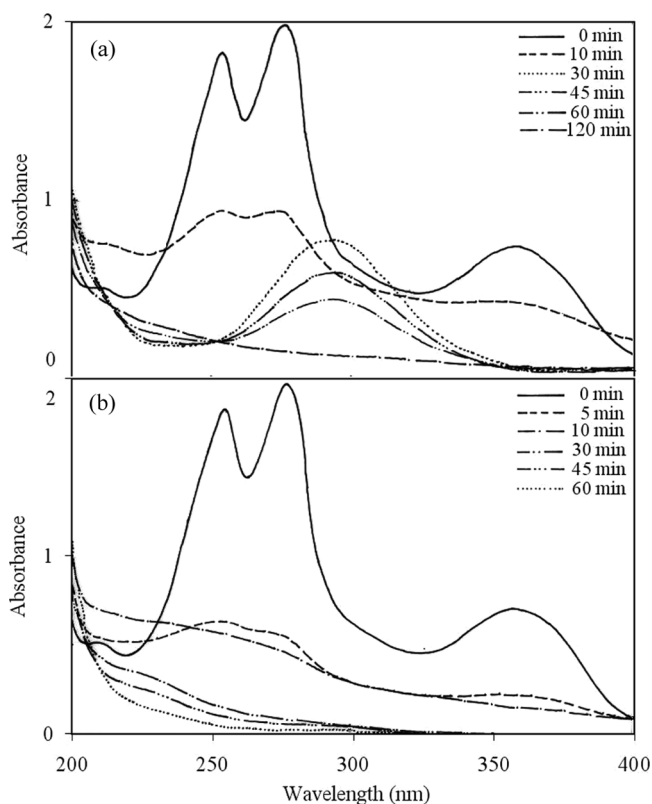 2
(a)
0 min
10 min
30 min
45 min
60 min
120 min
1
Absorbance
0
2
(b)
0 min
5 min
10 min
30 min
45 min
60 min
1
Absorbance
0
200
250
300
350
400
Wavelength (nm)